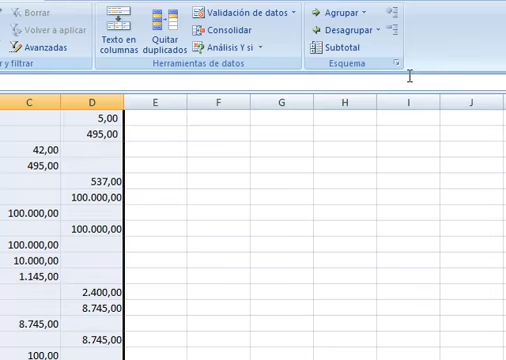 Borrar
Volver a aplicar
Avanzadas
r y filtrar
Texto en columnas
Quitar duplicados
Validación de datos
Consolidar
Análisis Y si
Herramientas de datos
Agrupar
Desagrupar
Subtotal
Esquema
C D E F G H I J
5,00
495,00
42,00
495,00
537,00
100.000,00
100.000,00
100.000,00
100.000,00
10.000,00
1.145,00
2.400,00
8.745,00
8.745,00
8.745,00
100,00